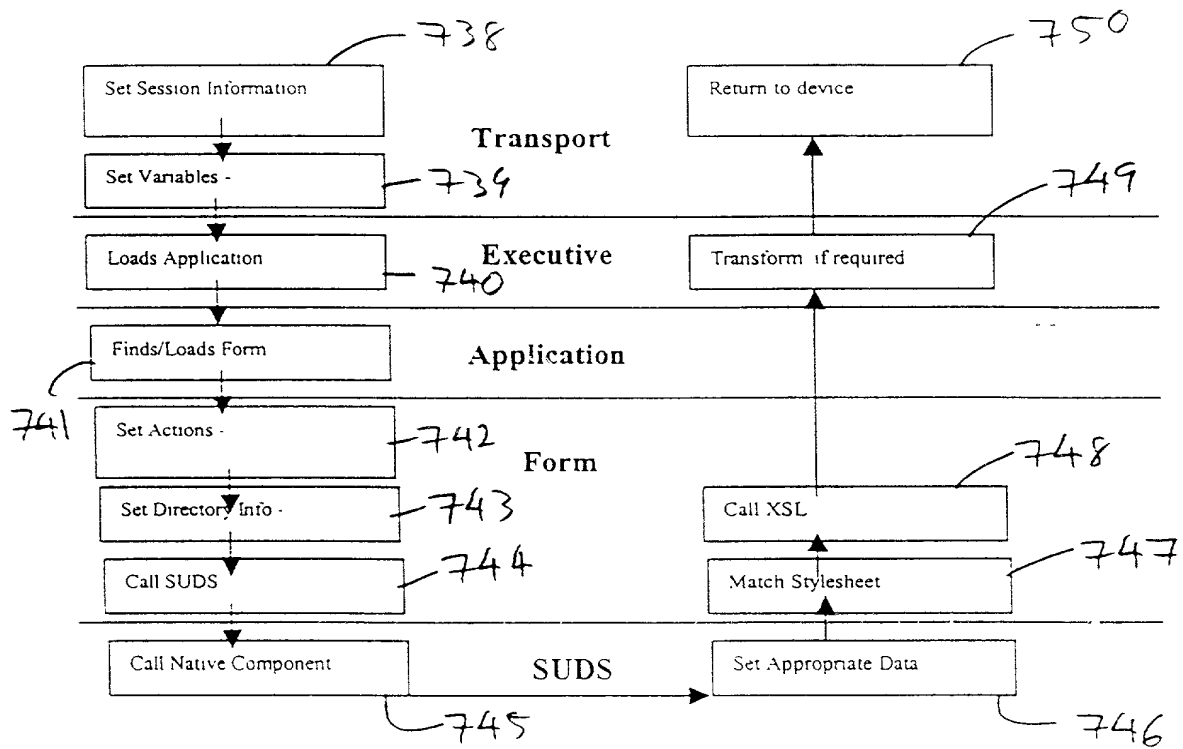 738
750
Set Session Information
Return to device
Transport
Set Variables -
739
749
Loads Application
Executive
Transform if required
740
Finds/Loads Form
Application
741
Set Actions -
742
Form
748
Set Directory Info -
743
Call XSL
744
747
Call SUDS
Match Stylesheet
Call Native Component
SUDS
Set Appropriate Data
745
746